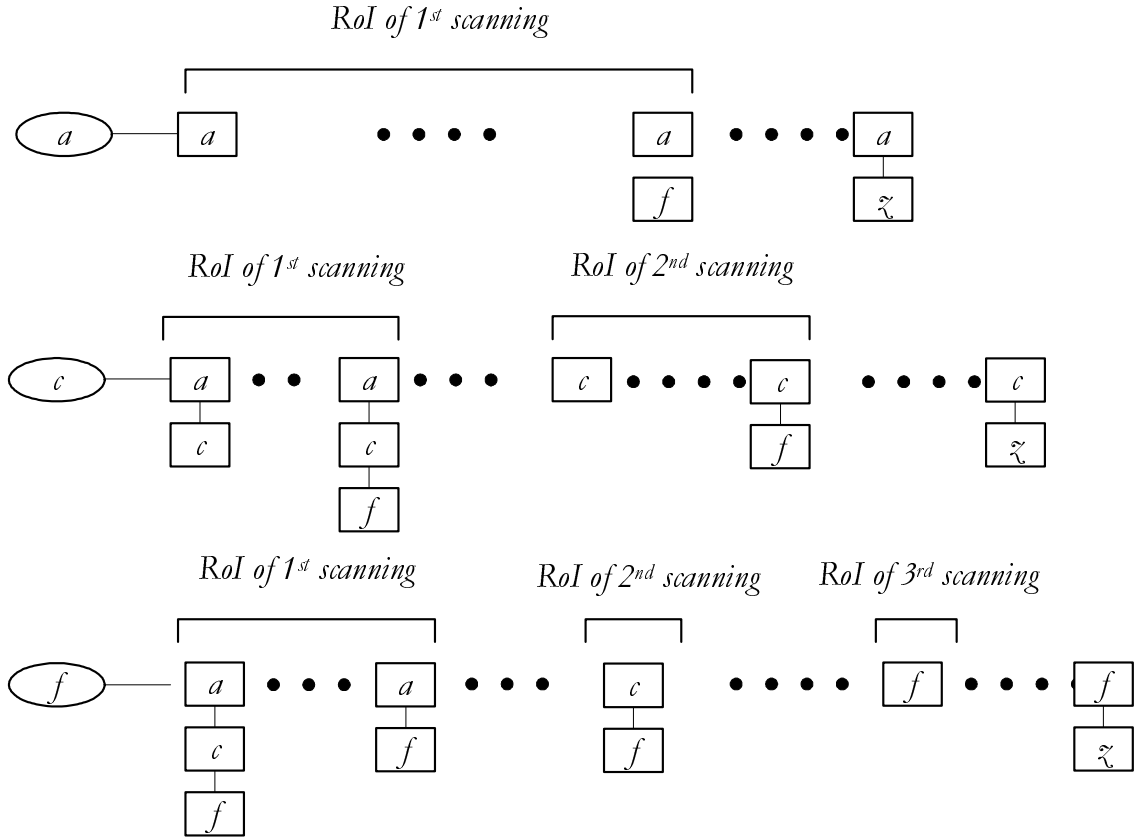 RoI of 1st scanning
a a a a
f z
RoI of 1st scanning RoI of 2nd scanning
c a a c c c
c c f z
f
RoI of 1st scanning RoI of 2nd scanning RoI of 3rd scanning
f a a c f f
c f f z
f